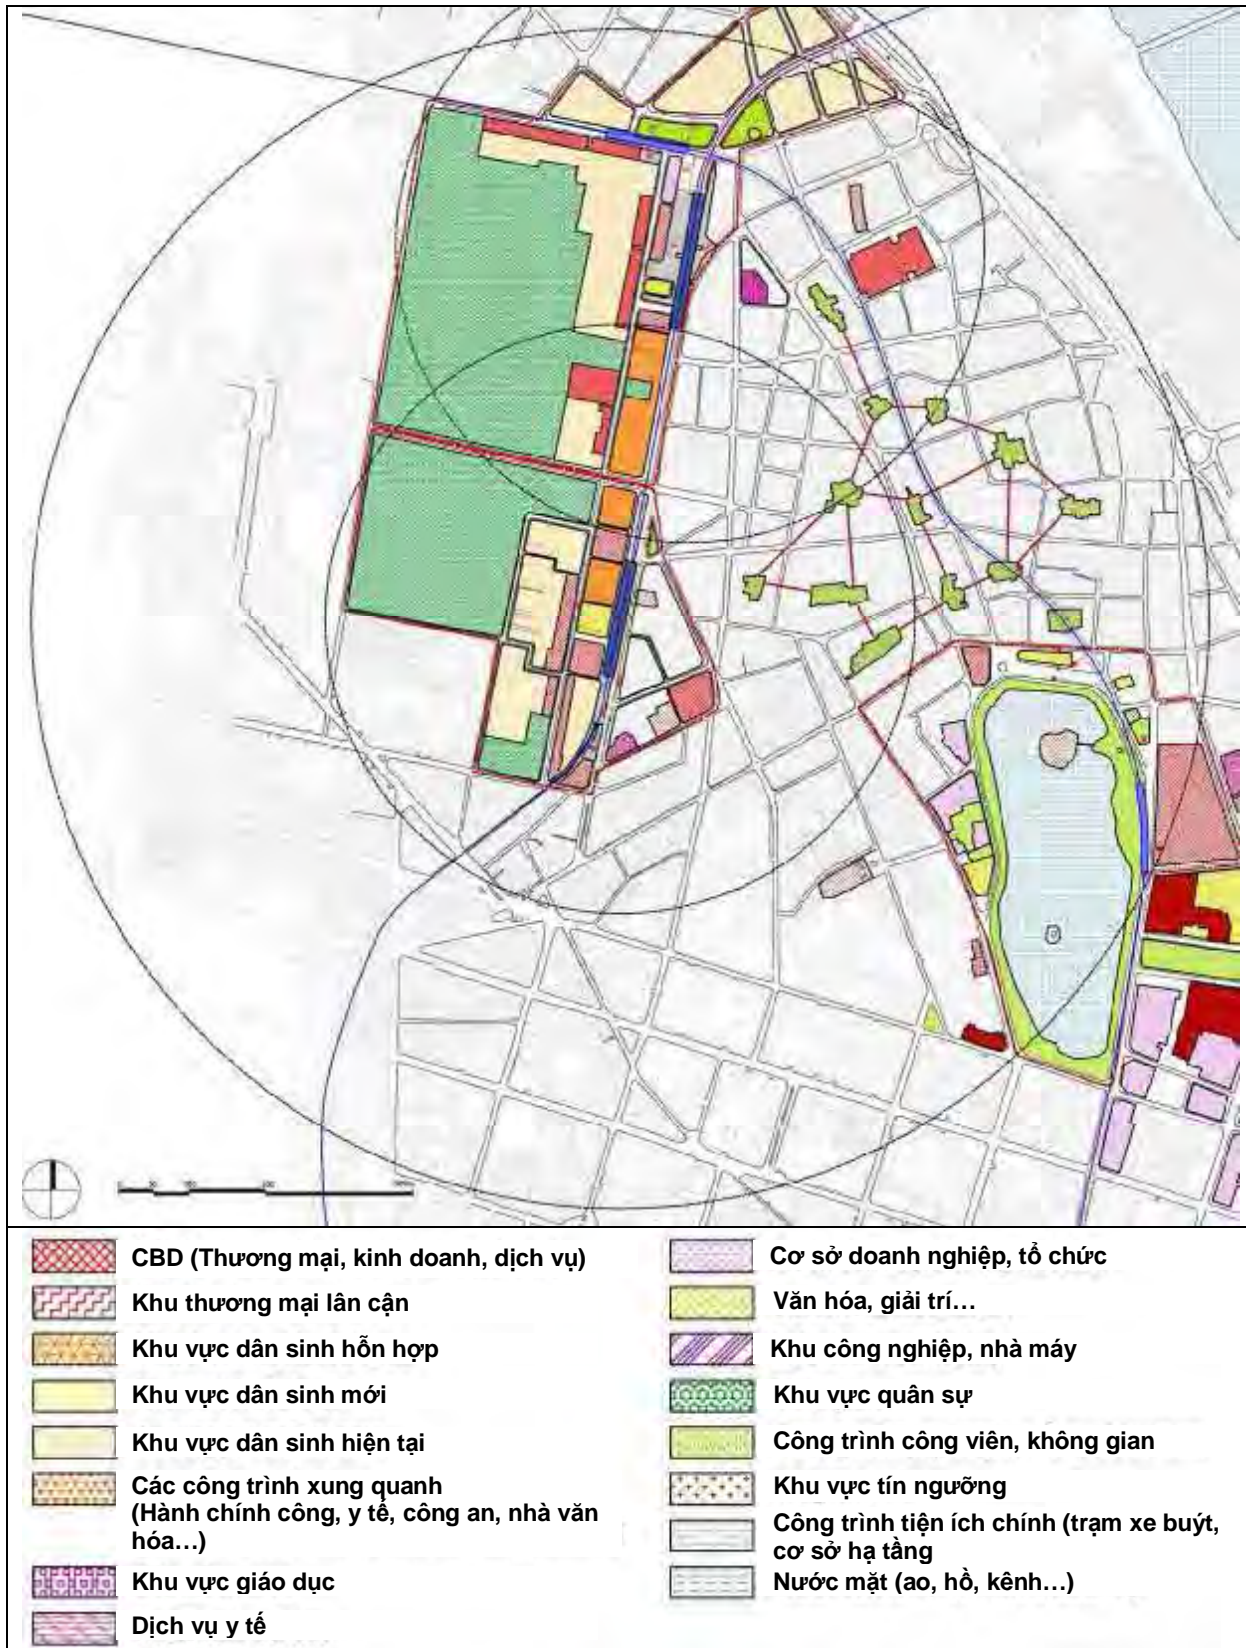 CBD (Thương mại, kinh doanh, dịch vụ)
Khu thương mại lân cận
Khu vực dân sinh hỗn hợp
Khu vực dân sinh mới
Khu vực dân sinh hiện tại
Các công trình xung quanh
(Hành chính công, y tế, công an, nhà văn
hóa…)
Khu vực giáo dục
Dịch vụ y tế
Cơ sở doanh nghiệp, tổ chức
Văn hóa, giải trí…
Khu công nghiệp, nhà máy
Khu vực quân sự
Công trình công viên, không gian
Khu vực tín ngưỡng
Công trình tiện ích chính (trạm xe buýt,
cơ sở hạ tầng
Nước mặt (ao, hồ, kênh…)